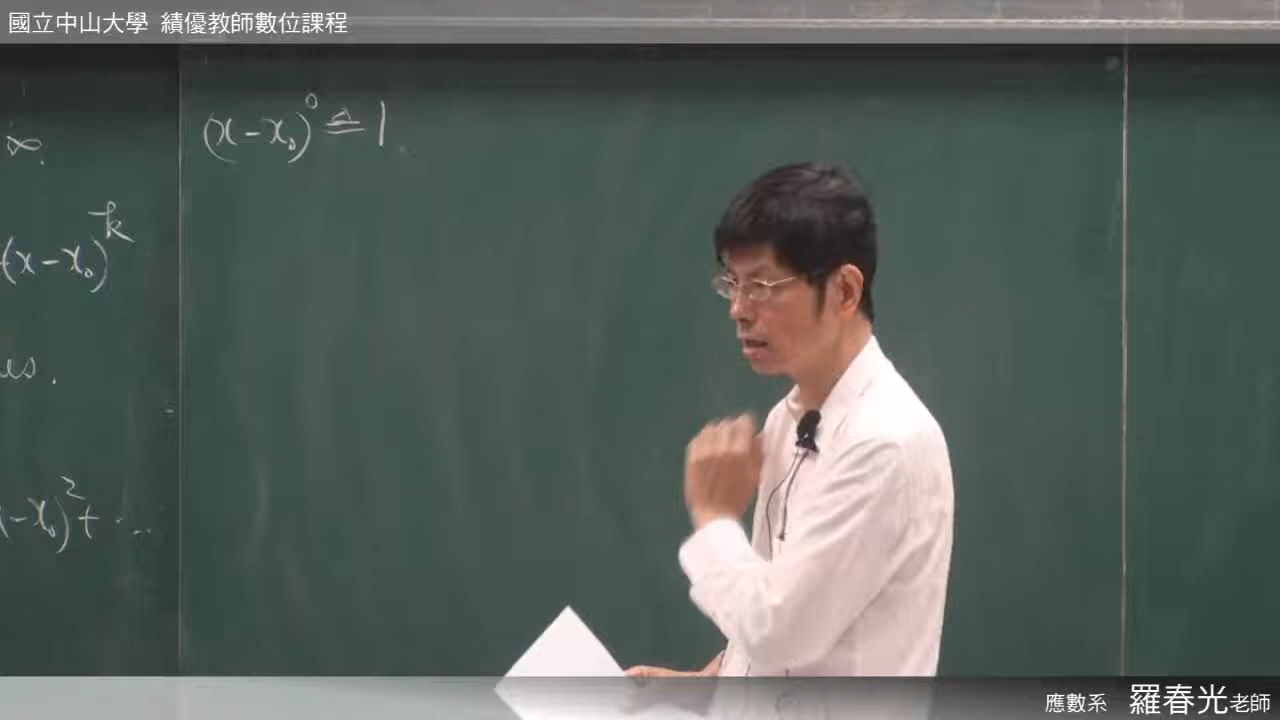 國立中山大學 績優教師數位課程
∞.
(x-x₀)^k
(x-x₀)⁰ ≜ 1.
-x₀)²+ ...
應數系 羅春光老師